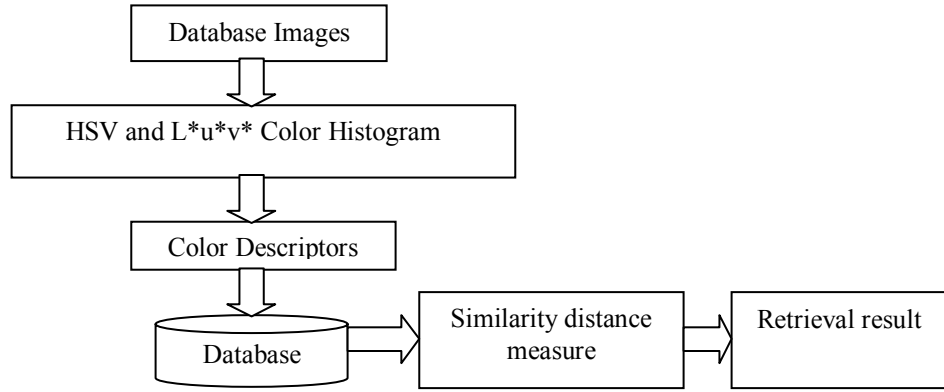 Database Images
HSV and L*u*v* Color Histogram
Color Descriptors
Database
Similarity distance
measure
Retrieval result